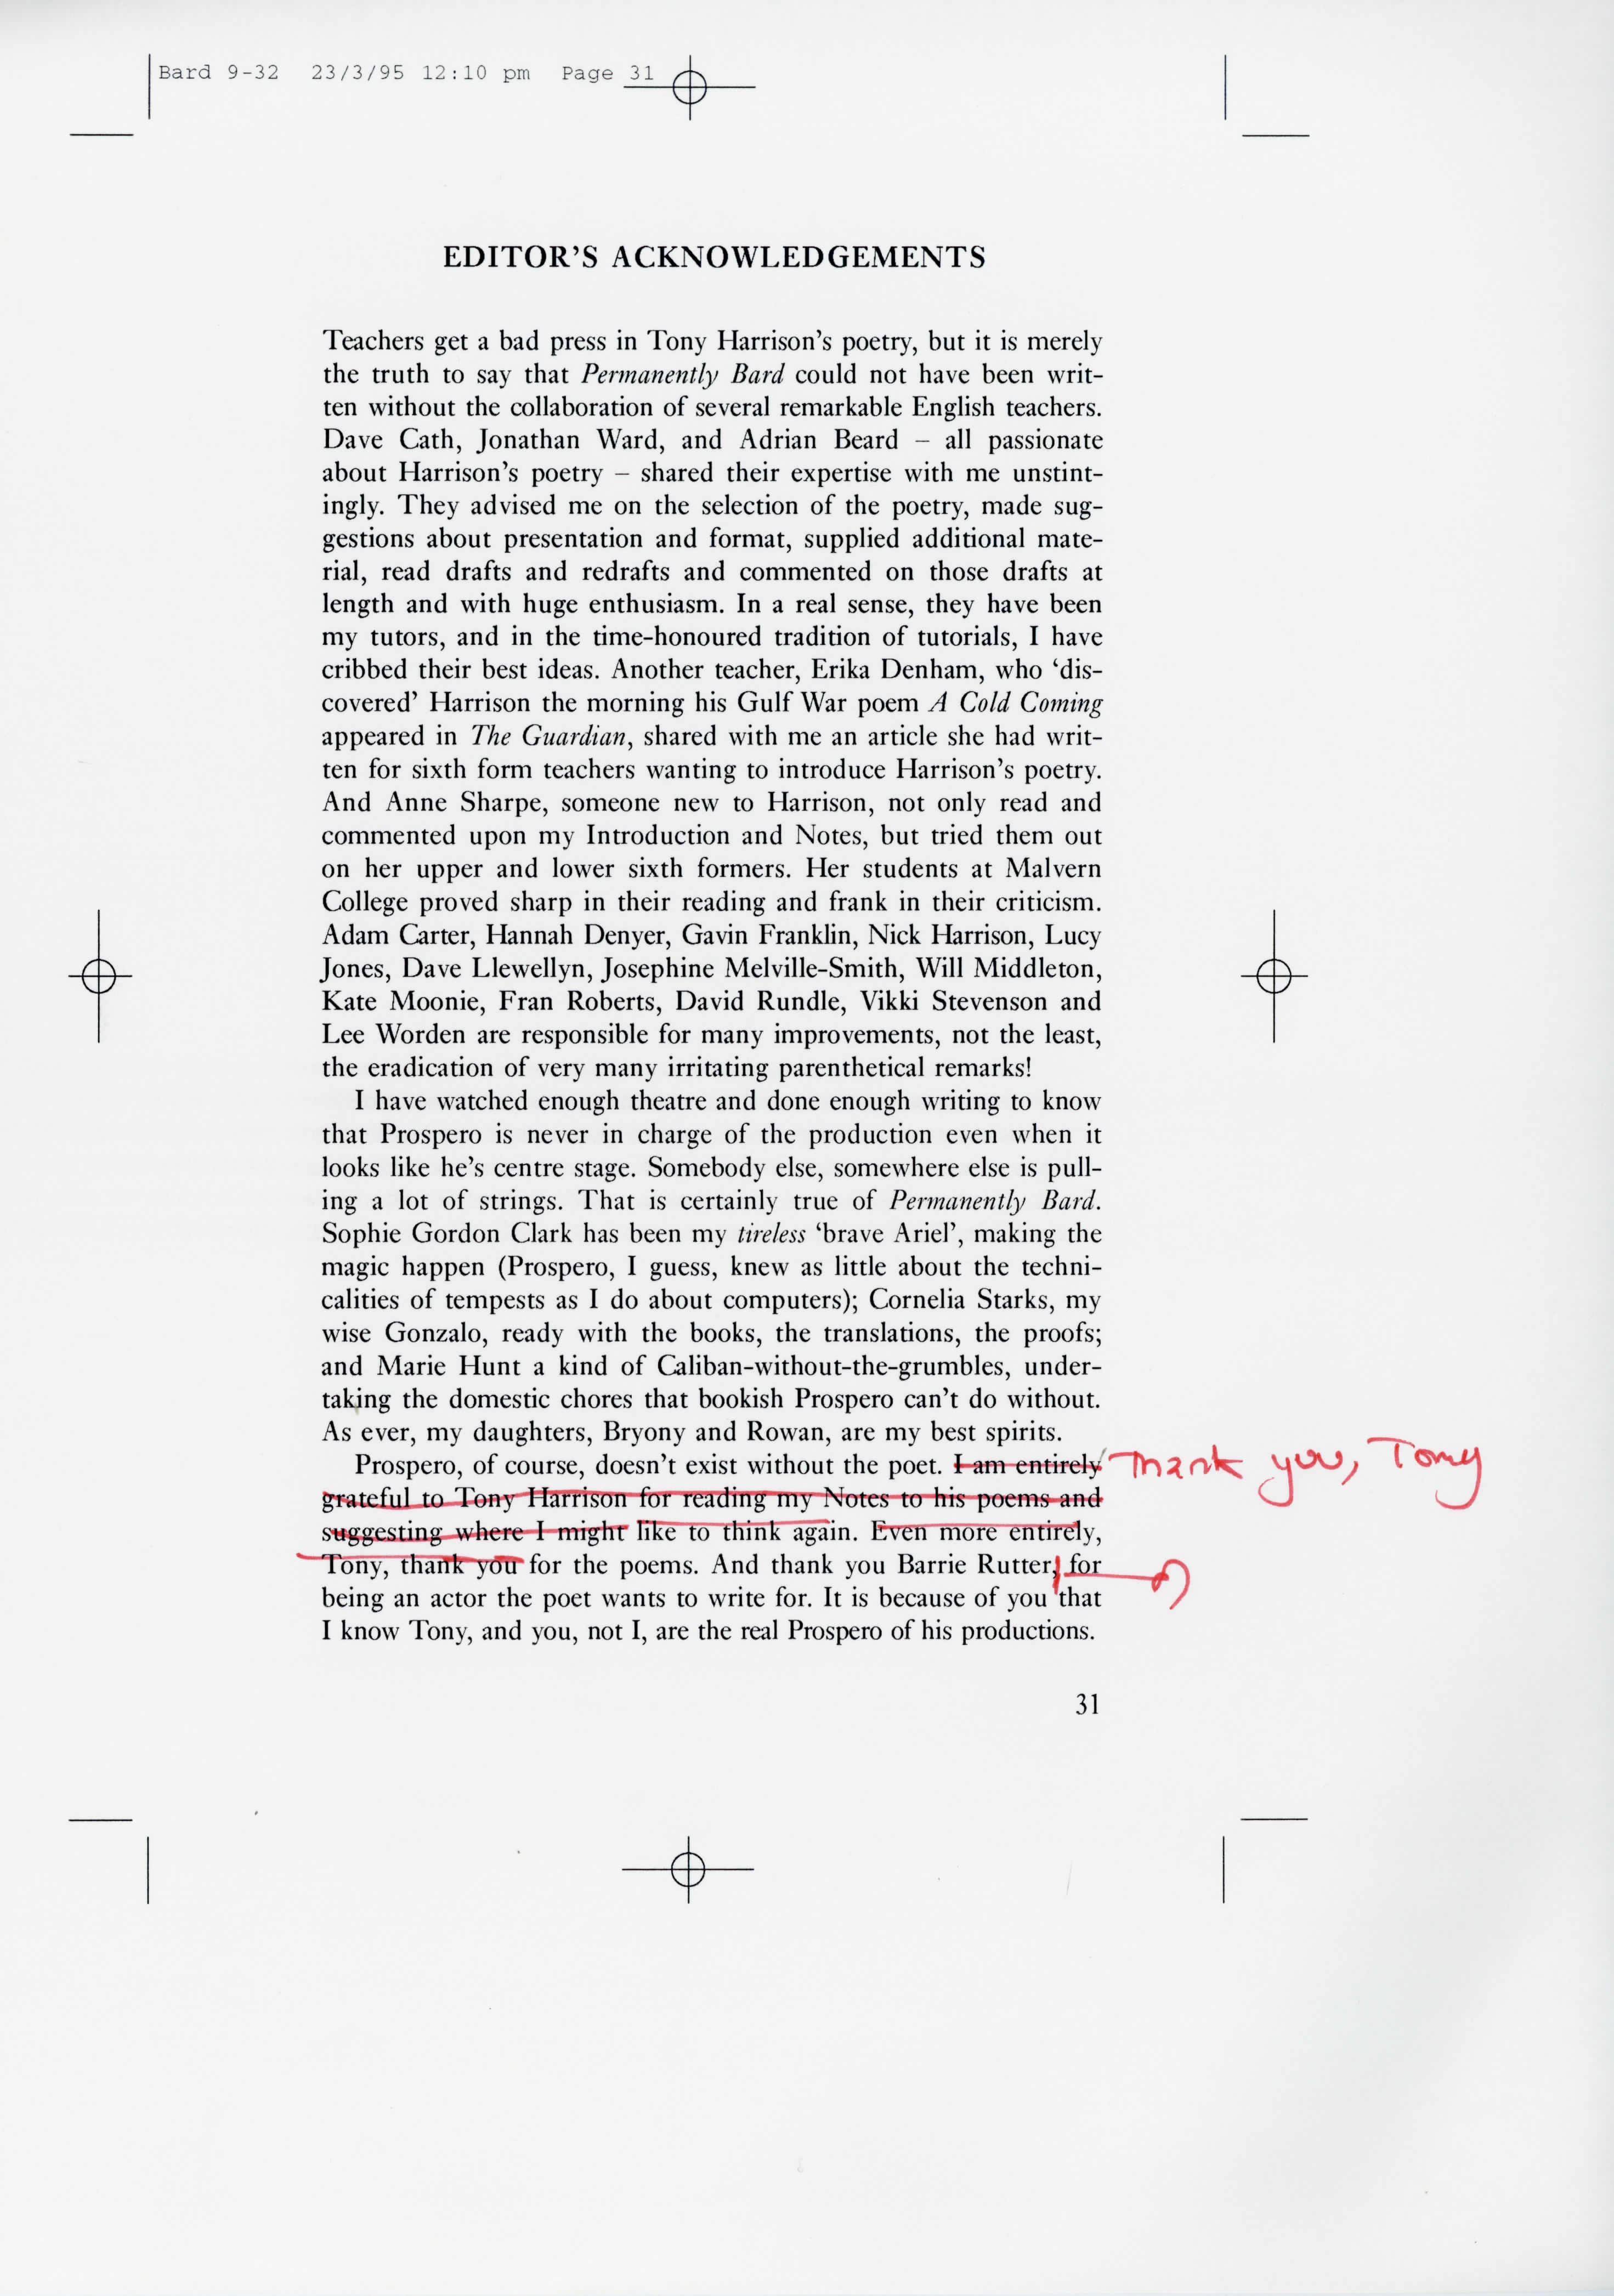 Bard 9-32 23/3/95 12:10 pm Page 31
EDITOR'S ACKNOWLEDGEMENTS
Teachers get a bad press in Tony Harrison's poetry, but it is merely
the truth to say that Permanently Bard could not have been writ-
ten without the collaboration of several remarkable English teachers.
Dave Cath, Jonathan Ward, and Adrian Beard – all passionate
about Harrison's poetry – shared their expertise with me unstint-
ingly. They advised me on the selection of the poetry, made sug-
gestions about presentation and format, supplied additional mate-
rial, read drafts and redrafts and commented on those drafts at
length and with huge enthusiasm. In a real sense, they have been
my tutors, and in the time-honoured tradition of tutorials, I have
cribbed their best ideas. Another teacher, Erika Denham, who ‘dis-
covered’ Harrison the morning his Gulf War poem A Cold Coming
appeared in The Guardian, shared with me an article she had writ-
ten for sixth form teachers wanting to introduce Harrison's poetry.
And Anne Sharpe, someone new to Harrison, not only read and
commented upon my Introduction and Notes, but tried them out
on her upper and lower sixth formers. Her students at Malvern
College proved sharp in their reading and frank in their criticism.
Adam Carter, Hannah Denyer, Gavin Franklin, Nick Harrison, Lucy
Jones, Dave Llewellyn, Josephine Melville-Smith, Will Middleton,
Kate Moonie, Fran Roberts, David Rundle, Vikki Stevenson and
Lee Worden are responsible for many improvements, not the least,
the eradication of very many irritating parenthetical remarks!
I have watched enough theatre and done enough writing to know
that Prospero is never in charge of the production even when it
looks like he's centre stage. Somebody else, somewhere else is pull-
ing a lot of strings. That is certainly true of Permanently Bard.
Sophie Gordon Clark has been my tireless ‘brave Ariel’, making the
magic happen (Prospero, I guess, knew as little about the techni-
calities of tempests as I do about computers); Cornelia Starks, my
wise Gonzalo, ready with the books, the translations, the proofs;
and Marie Hunt a kind of Caliban-without-the-grumbles, under-
taking the domestic chores that bookish Prospero can't do without.
As ever, my daughters, Bryony and Rowan, are my best spirits.
Prospero, of course, doesn't exist without the poet. I am entirely Thank you, Tony
grateful to Tony Harrison for reading my Notes to his poems and
suggesting where I might like to think again. Even more entirely,
Tony, thank you for the poems. And thank you Barrie Rutter, for
being an actor the poet wants to write for. It is because of you that
I know Tony, and you, not I, are the real Prospero of his productions.
31